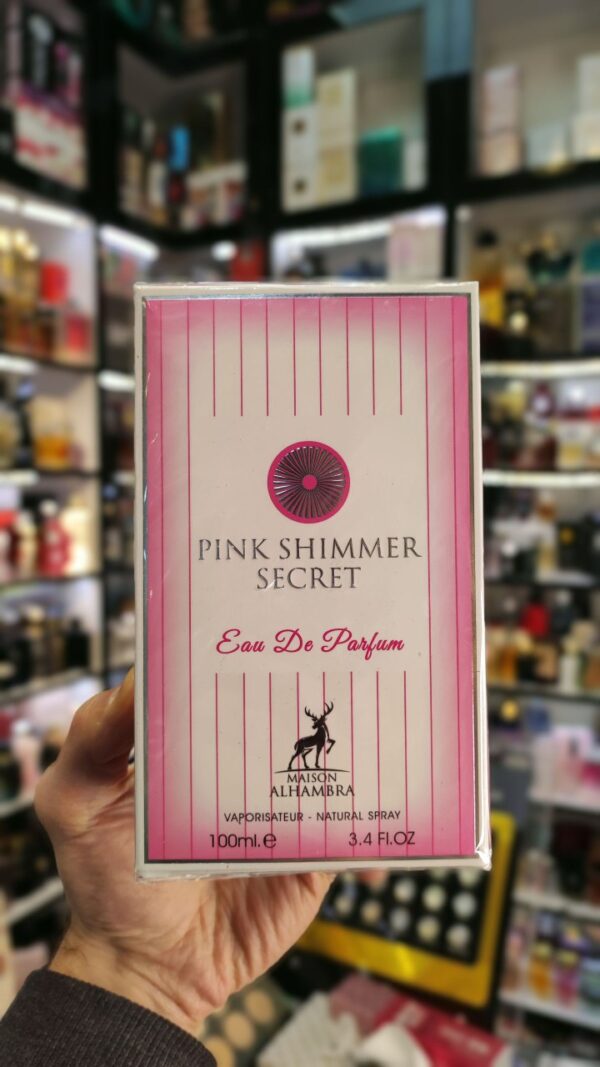 PINK SHIMMER
SECRET
Eau De Parfum
MAISON
ALHAMBRA
VAPORISATEUR - NATURAL SPRAY
100ml.e 3.4 Fl.OZ